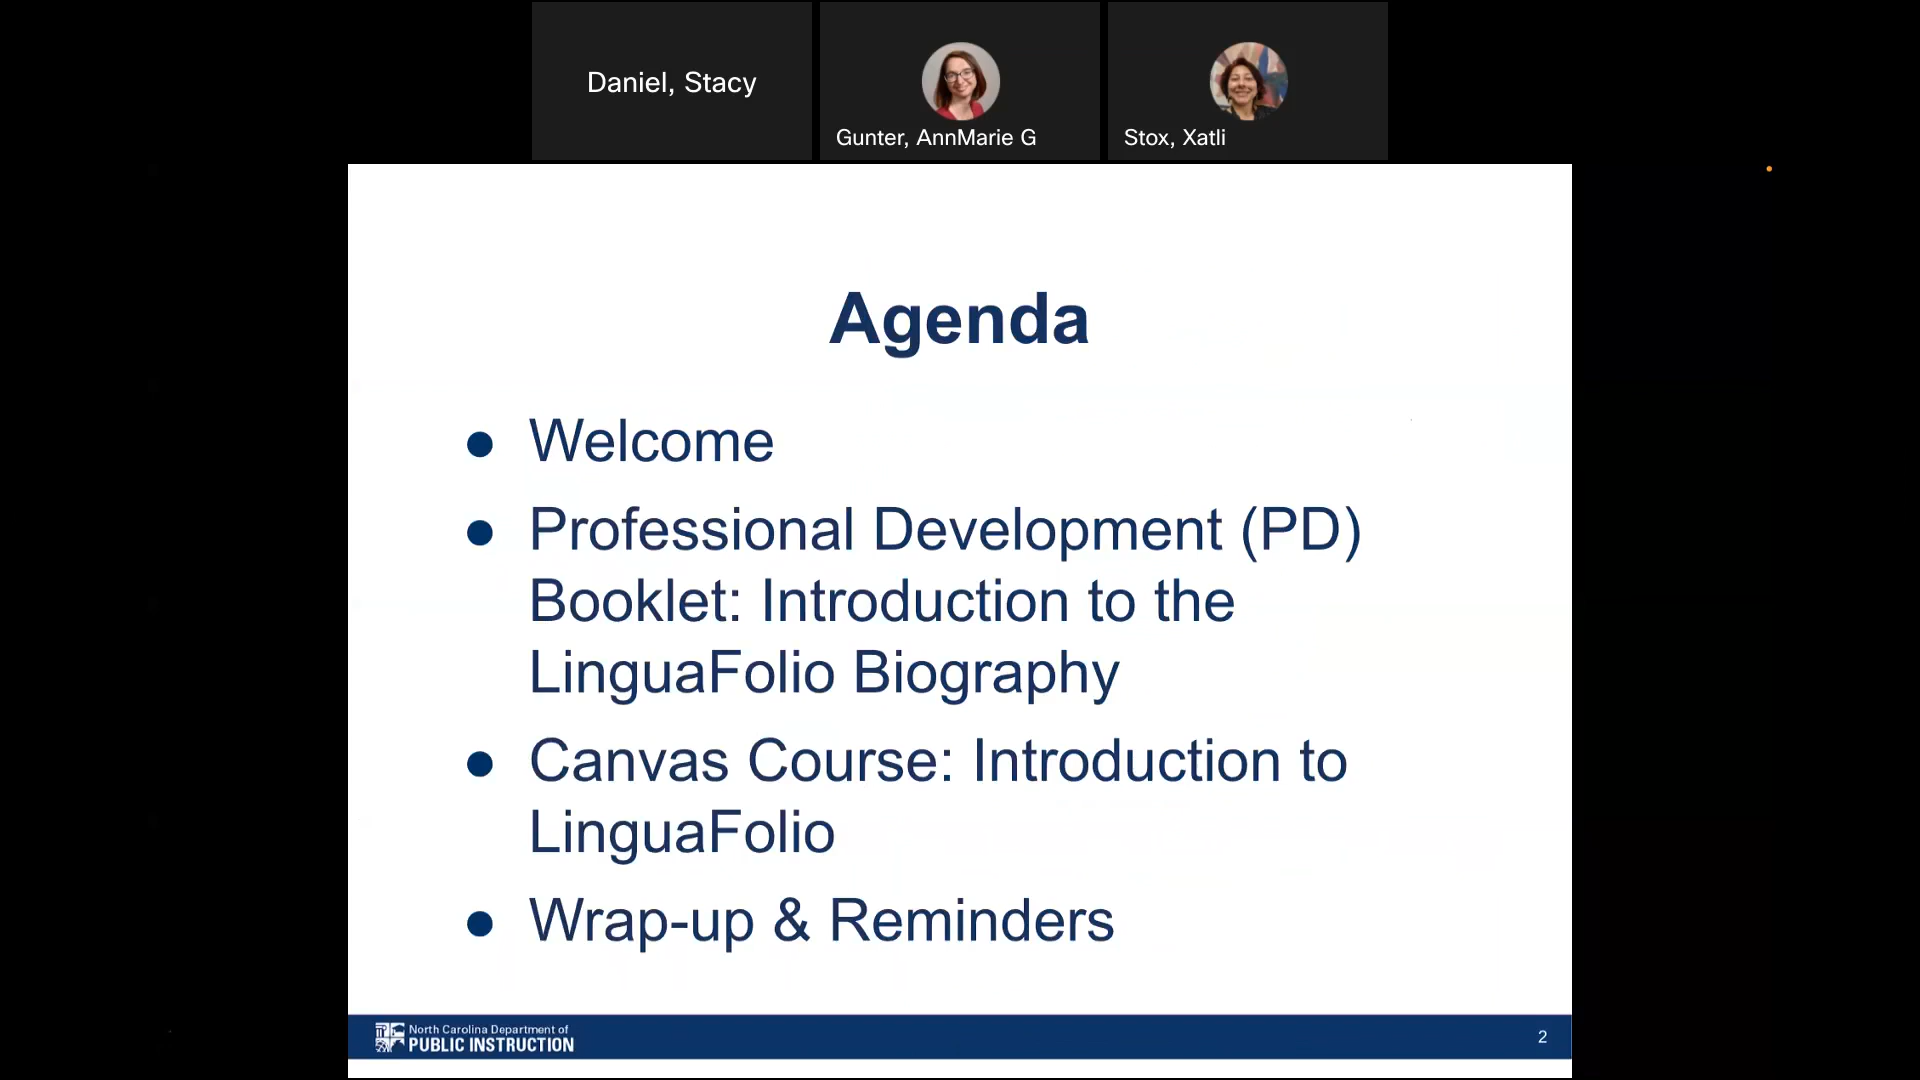 Daniel, Stacy
Gunter, AnnMarie G
Stox, Xatli
Agenda
● Welcome
● Professional Development (PD)
Booklet: Introduction to the
LinguaFolio Biography
● Canvas Course: Introduction to
LinguaFolio
● Wrap-up & Reminders
North Carolina Department of
PUBLIC INSTRUCTION
2